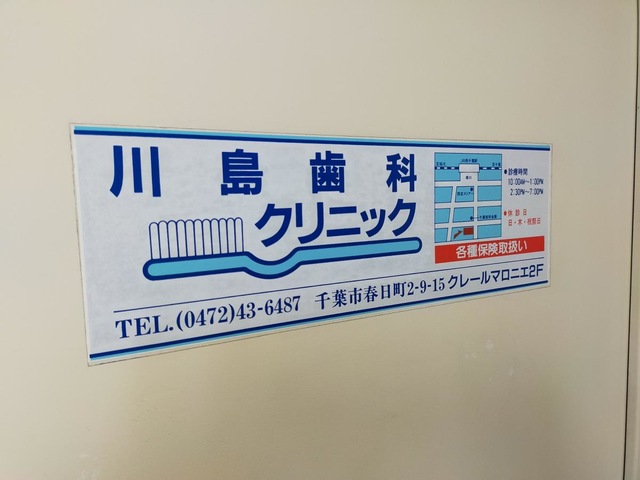 川島歯科
クリニック
●診療時間
10:00AM〜1:00PM
2:30PM〜7:00PM
●休診日
日・木・祝祭日
各種保険取扱い
TEL.(0472)43-6487 千葉市春日町2-9-15 クレールマロニエ2F